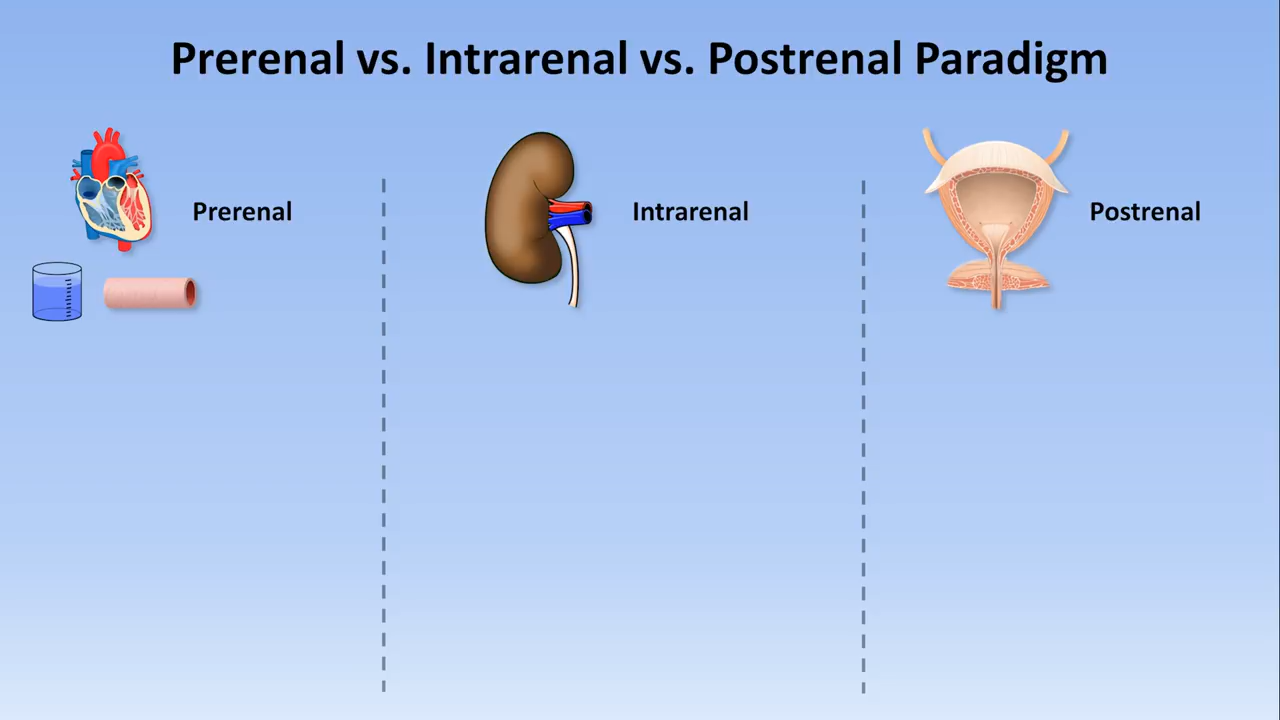 Prerenal vs. Intrarenal vs. Postrenal Paradigm
Prerenal
Intrarenal
Postrenal